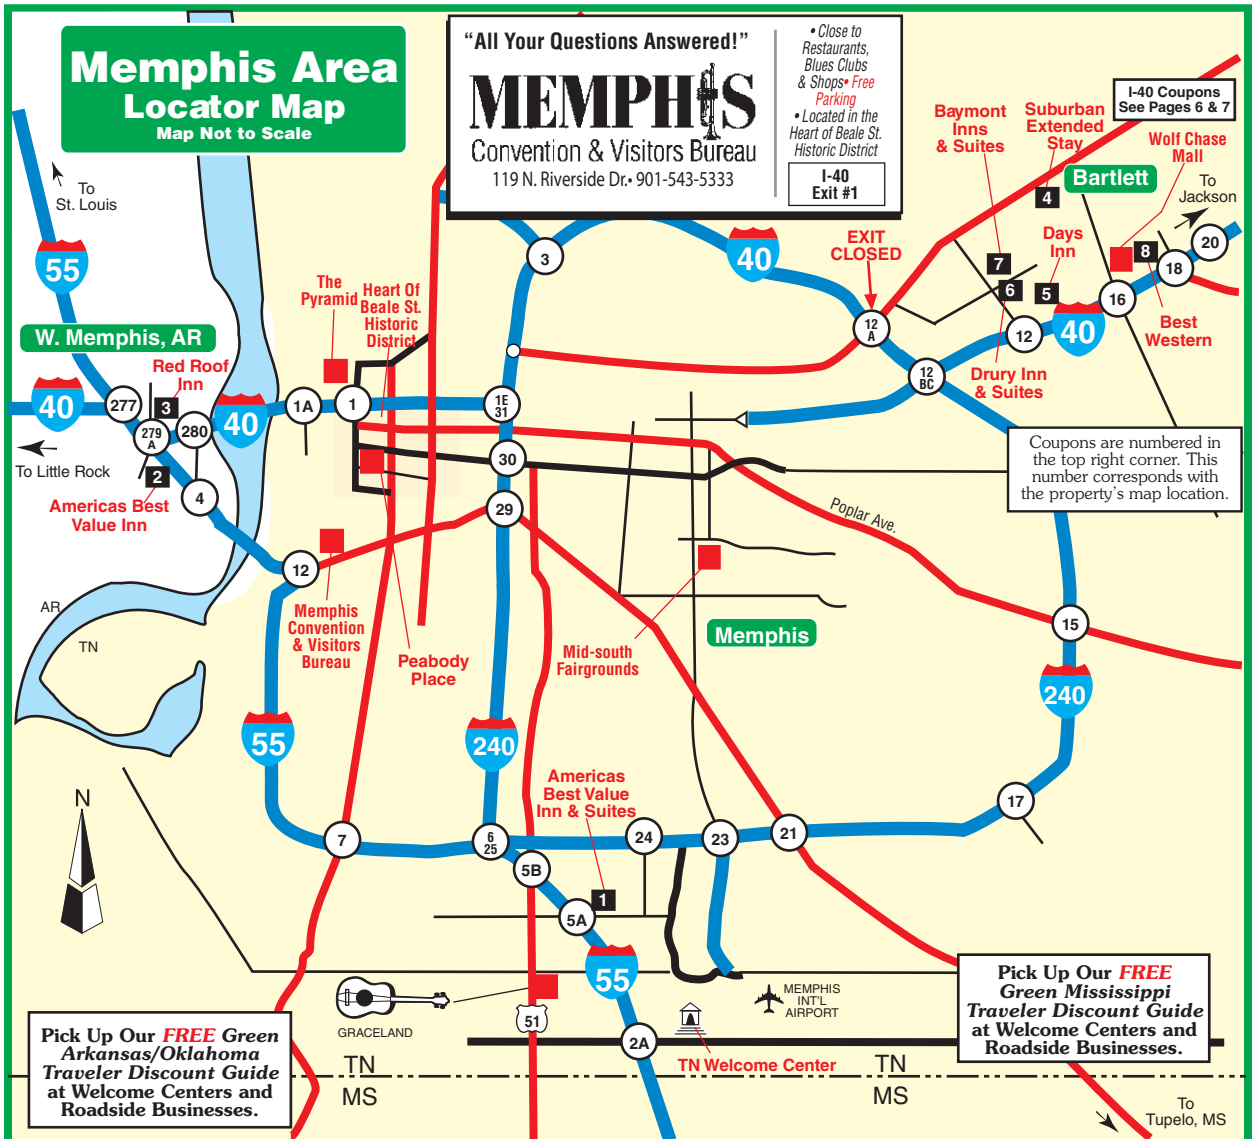 Memphis Area
Locator Map
Map Not to Scale
“All Your Questions Answered!”
MEMPHIS
Convention & Visitors Bureau
119 N. Riverside Dr.• 901-543-5333
• Close to
Restaurants,
Blues Clubs
& Shops• Free
Parking
• Located in the
Heart of Beale St.
Historic District
I-40
Exit #1
I-40 Coupons
See Pages 6 & 7
Baymont
Inns
& Suites
Suburban
Extended
Stay
Wolf Chase
Mall
Bartlett
To
Jackson
To
St. Louis
4
20
55
40
3
EXIT
CLOSED
Days
Inn
7
8
18
6
5
16
The
Pyramid
Heart Of
Beale St.
Historic
District
12
A
12
40
Best
Western
W. Memphis, AR
Red Roof
Inn
12
BC
Drury Inn
& Suites
40
277
3
40
1A
1
1E
31
279
A
280
To Little Rock
30
2
4
Americas Best
Value Inn
29
Coupons are numbered in
the top right corner. This
number corresponds with
the property’s map location.
Poplar Ave.
12
AR
TN
Memphis
Convention
& Visitors
Bureau
Peabody
Place
Mid-south
Fairgrounds
Memphis
15
240
55
240
Americas
Best Value
Inn & Suites
N
7
6
25
24
23
21
17
5B
1
5A
55
GRACELAND
51
MEMPHIS
INT’L
AIRPORT
2A
TN Welcome Center
TN
MS
TN
MS
Pick Up Our FREE Green
Arkansas/Oklahoma
Traveler Discount Guide
at Welcome Centers and
Roadside Businesses.
Pick Up Our FREE
Green Mississippi
Traveler Discount Guide
at Welcome Centers and
Roadside Businesses.
To
Tupelo, MS